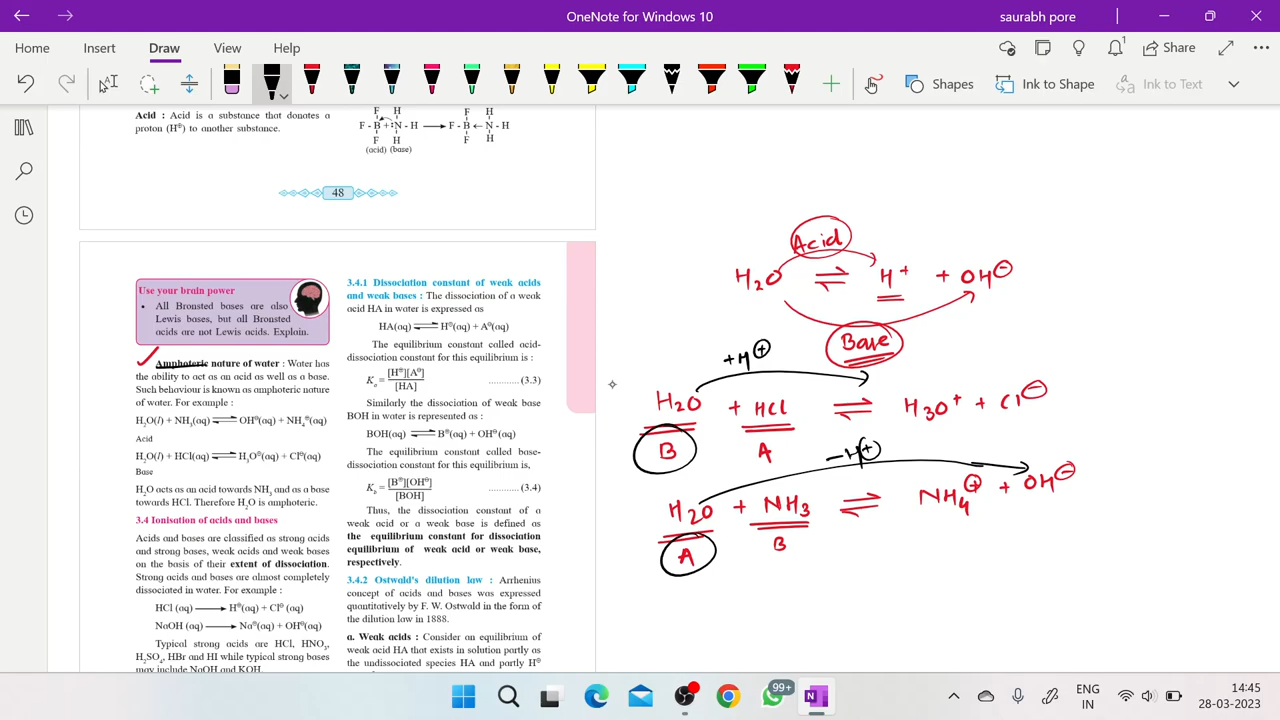 OneNote for Windows 10
saurabh pore
Home Insert Draw View Help
Share
Shapes
Ink to Shape
Ink to Text
Acid : Acid is a substance that donates a
proton (H⊕) to another substance.
F H F H
F - B + :N - H ⟶ F - B ← N - H
F H F H
(acid) (base)
48
Use your brain power
• All Bronsted bases are also
Lewis bases, but all Bronsted
acids are not Lewis acids. Explain.
Amphoteric nature of water : Water has
the ability to act as an acid as well as a base.
Such behaviour is known as amphoteric nature
of water. For example :
H₂O(l) + NH₃(aq) ⇌ OH⊖(aq) + NH₄⊕(aq)
Acid
H₂O(l) + HCl(aq) ⇌ H₃O⊕(aq) + Cl⊖(aq)
Base
H₂O acts as an acid towards NH₃ and as a base
towards HCl. Therefore H₂O is amphoteric.
3.4 Ionisation of acids and bases
Acids and bases are classified as strong acids
and strong bases, weak acids and weak bases
on the basis of their extent of dissociation.
Strong acids and bases are almost completely
dissociated in water. For example :
HCl (aq) ⟶ H⊕(aq) + Cl⊖ (aq)
NaOH (aq) ⟶ Na⊕(aq) + OH⊖(aq)
Typical strong acids are HCl, HNO₃,
H₂SO₄, HBr and HI while typical strong bases
may include NaOH and KOH.
3.4.1 Dissociation constant of weak acids
and weak bases : The dissociation of a weak
acid HA in water is expressed as
HA(aq) ⇌ H⊕(aq) + A⊖(aq)
The equilibrium constant called acid-
dissociation constant for this equilibrium is :
Ka = [H⊕][A⊖] / [HA] ............ (3.3)
Similarly the dissociation of weak base
BOH in water is represented as :
BOH(aq) ⇌ B⊕(aq) + OH⊖(aq)
The equilibrium constant called base-
dissociation constant for this equilibrium is,
Kb = [B⊕][OH⊖] / [BOH] ............ (3.4)
Thus, the dissociation constant of
a weak acid or a weak base is defined as
the equilibrium constant for dissociation
equilibrium of weak acid or weak base,
respectively.
3.4.2 Ostwald's dilution law : Arrhenius
concept of acids and bases was expressed
quantitatively by F. W. Ostwald in the form of
the dilution law in 1888.
a. Weak acids : Consider an equilibrium of
weak acid HA that exists in solution partly as
the undissociated species HA and partly H⊕
Acid
H₂O ⇌ H⁺ + OH⊖
Base
+H⊕
H₂O + HCl ⇌ H₃O⁺ + Cl⊖
B A
-H⊕
H₂O + NH₃ ⇌ NH₄⊕ + OH⊖
A B
99+
ENG
IN
14:45
28-03-2023